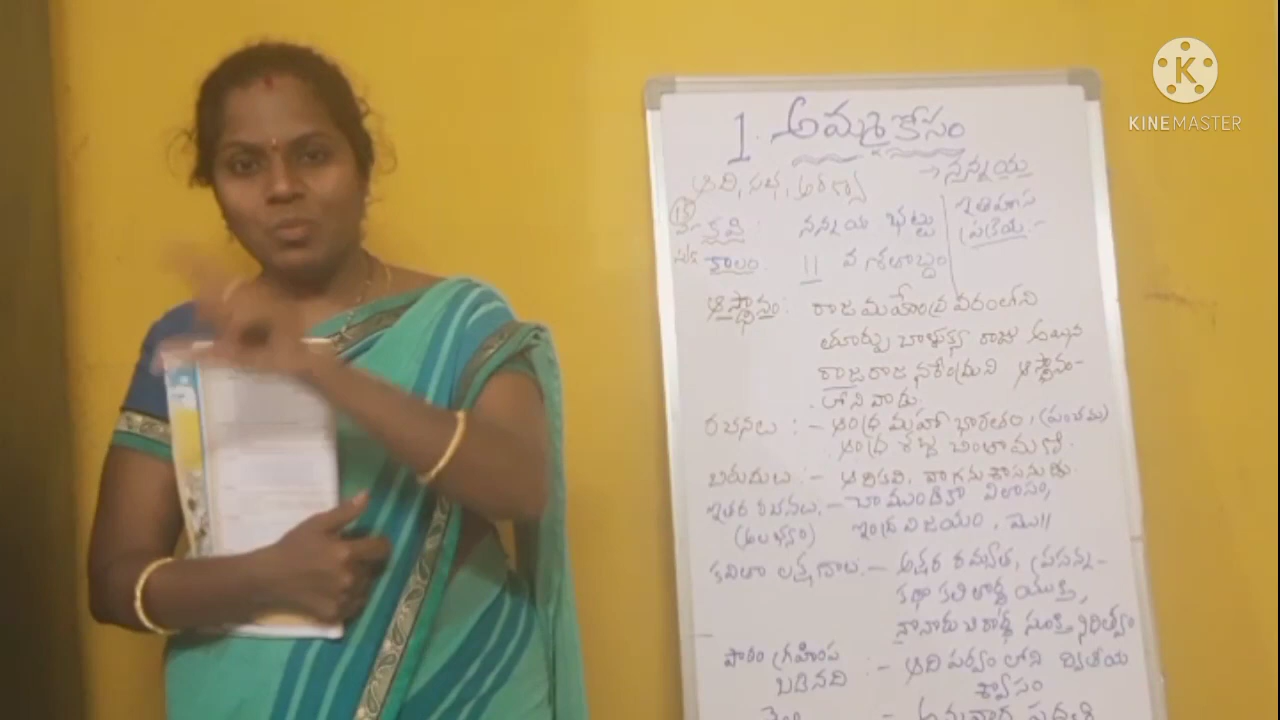 1. అమ్మకోసం
→ నన్నయ
ఆది, సభ, అరణ్య
కవి : నన్నయ భట్టు
ఇతిహాస
ప్రక్రియ -
కాలం : 11 వ శతాబ్దం
ఆస్థానం : రాజమహేంద్రవరంలోని
తూర్పు చాళుక్య రాజు అయిన
రాజరాజ నరేంద్రుని ఆస్థానం-
లోని వాడు.
రచనలు : - ఆంధ్ర మహా భారతం, (పంచమ)
ఆంధ్ర శబ్ద చింతామణి.
బిరుదులు :- ఆదికవి, వాగను శాసనుడు.
ఇతర రచనలు :- చాముండికా విలాసం,
(అలభ్యం) ఇంద్ర విజయం, మొ॥
కవితా లక్షణాలు :- అక్షర రమ్యత, ప్రసన్న-
కథా కలితార్థ యుక్తి,
నానారుచిరార్థ సూక్తి నిధిత్వం
పాఠం గ్రహింప
బడినది :- ఆది పర్వం లోని ద్వితీయ
శ్వాసం
KINEMASTER